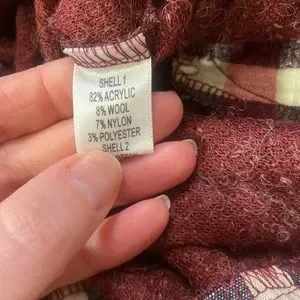 SHELL 1
82% ACRYLIC
8% WOOL
7% NYLON
3% POLYESTER
SHELL 2